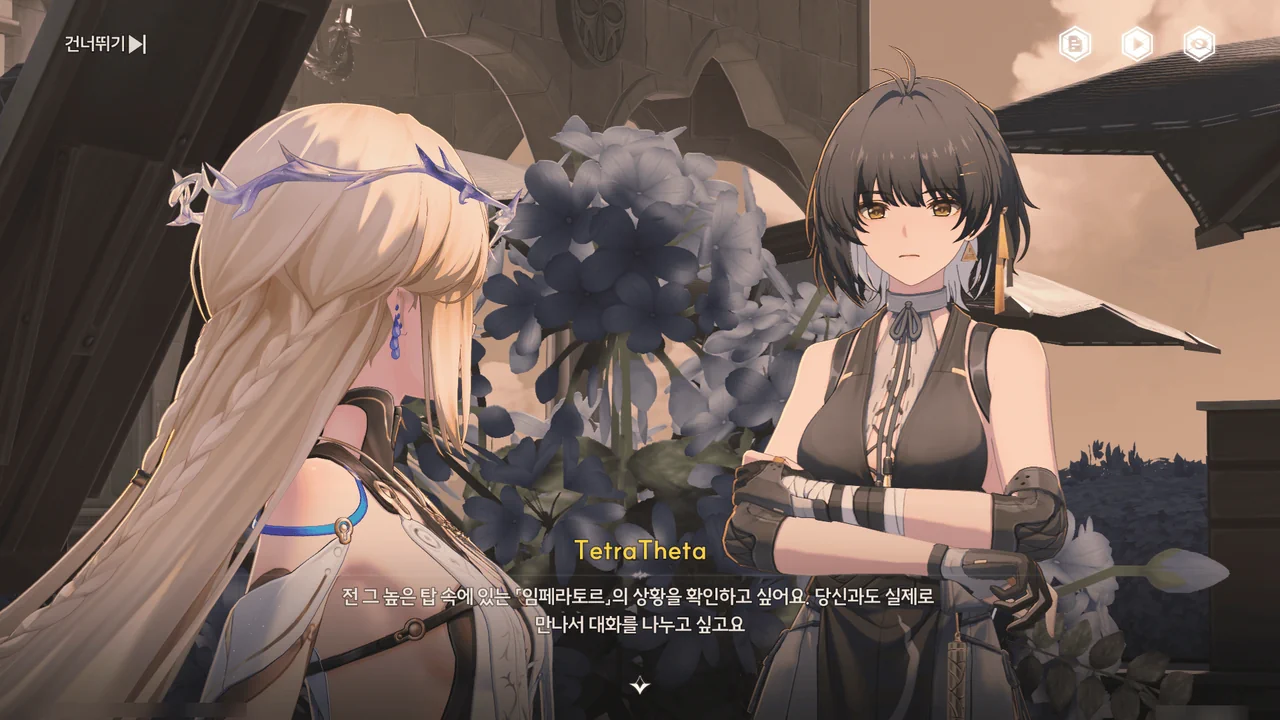 건너뛰기
TetraTheta
전 그 높은 탑 속에 있는 「임페라토르」의 상황을 확인하고 싶어요. 당신과도 실제로
만나서 대화를 나누고 싶고요